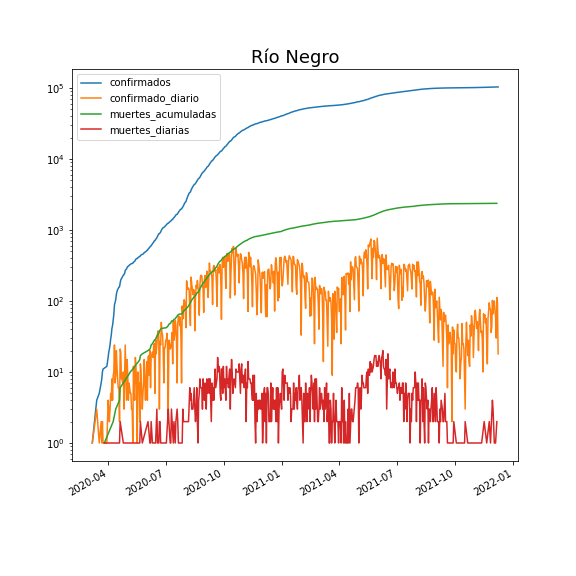 Río Negro
confirmados
confirmado_diario
muertes_acumuladas
muertes_diarias
10^5
10^4
10^3
10^2
10^1
10^0
2020-04
2020-07
2020-10
2021-01
2021-04
2021-07
2021-10
2022-01